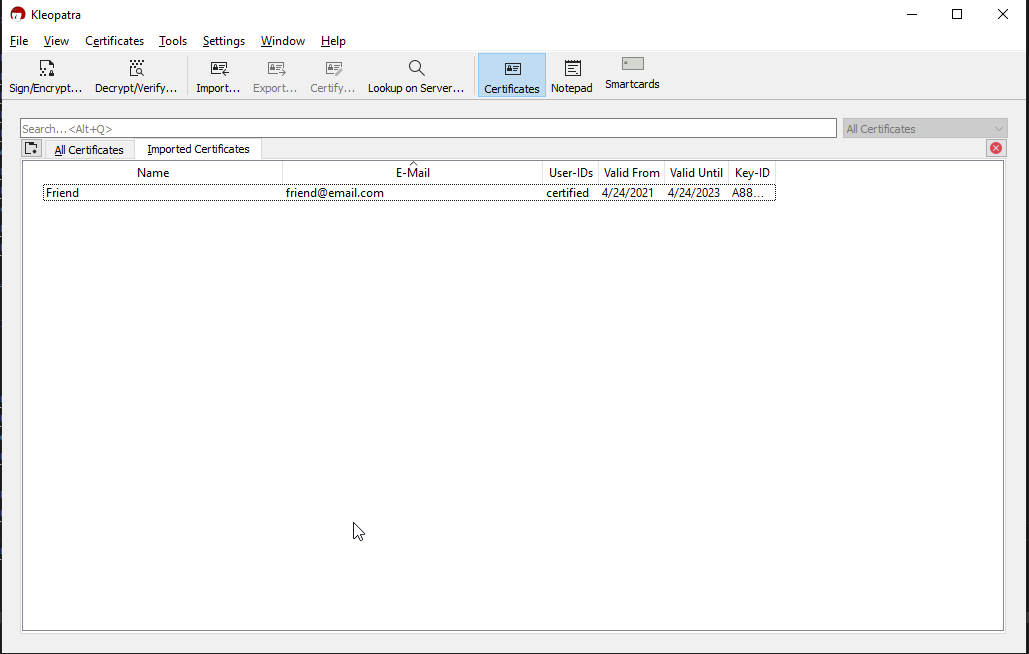 Kleopatra
File View Certificates Tools Settings Window Help
Sign/Encrypt... Decrypt/Verify... Import... Export... Certify... Lookup on Server... Certificates Notepad Smartcards
Search...<Alt+Q> All Certificates
All Certificates Imported Certificates
Name E-Mail User-IDs Valid From Valid Until Key-ID
Friend friend@email.com certified 4/24/2021 4/24/2023 A88...